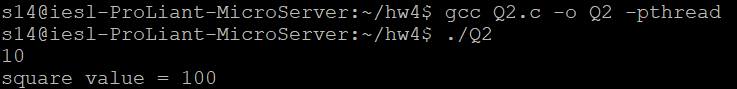 s14@iesl-ProLiant-MicroServer:~/hw4$ gcc Q2.c -o Q2 -pthread
s14@iesl-ProLiant-MicroServer:~/hw4$ ./Q2
10
square value = 100